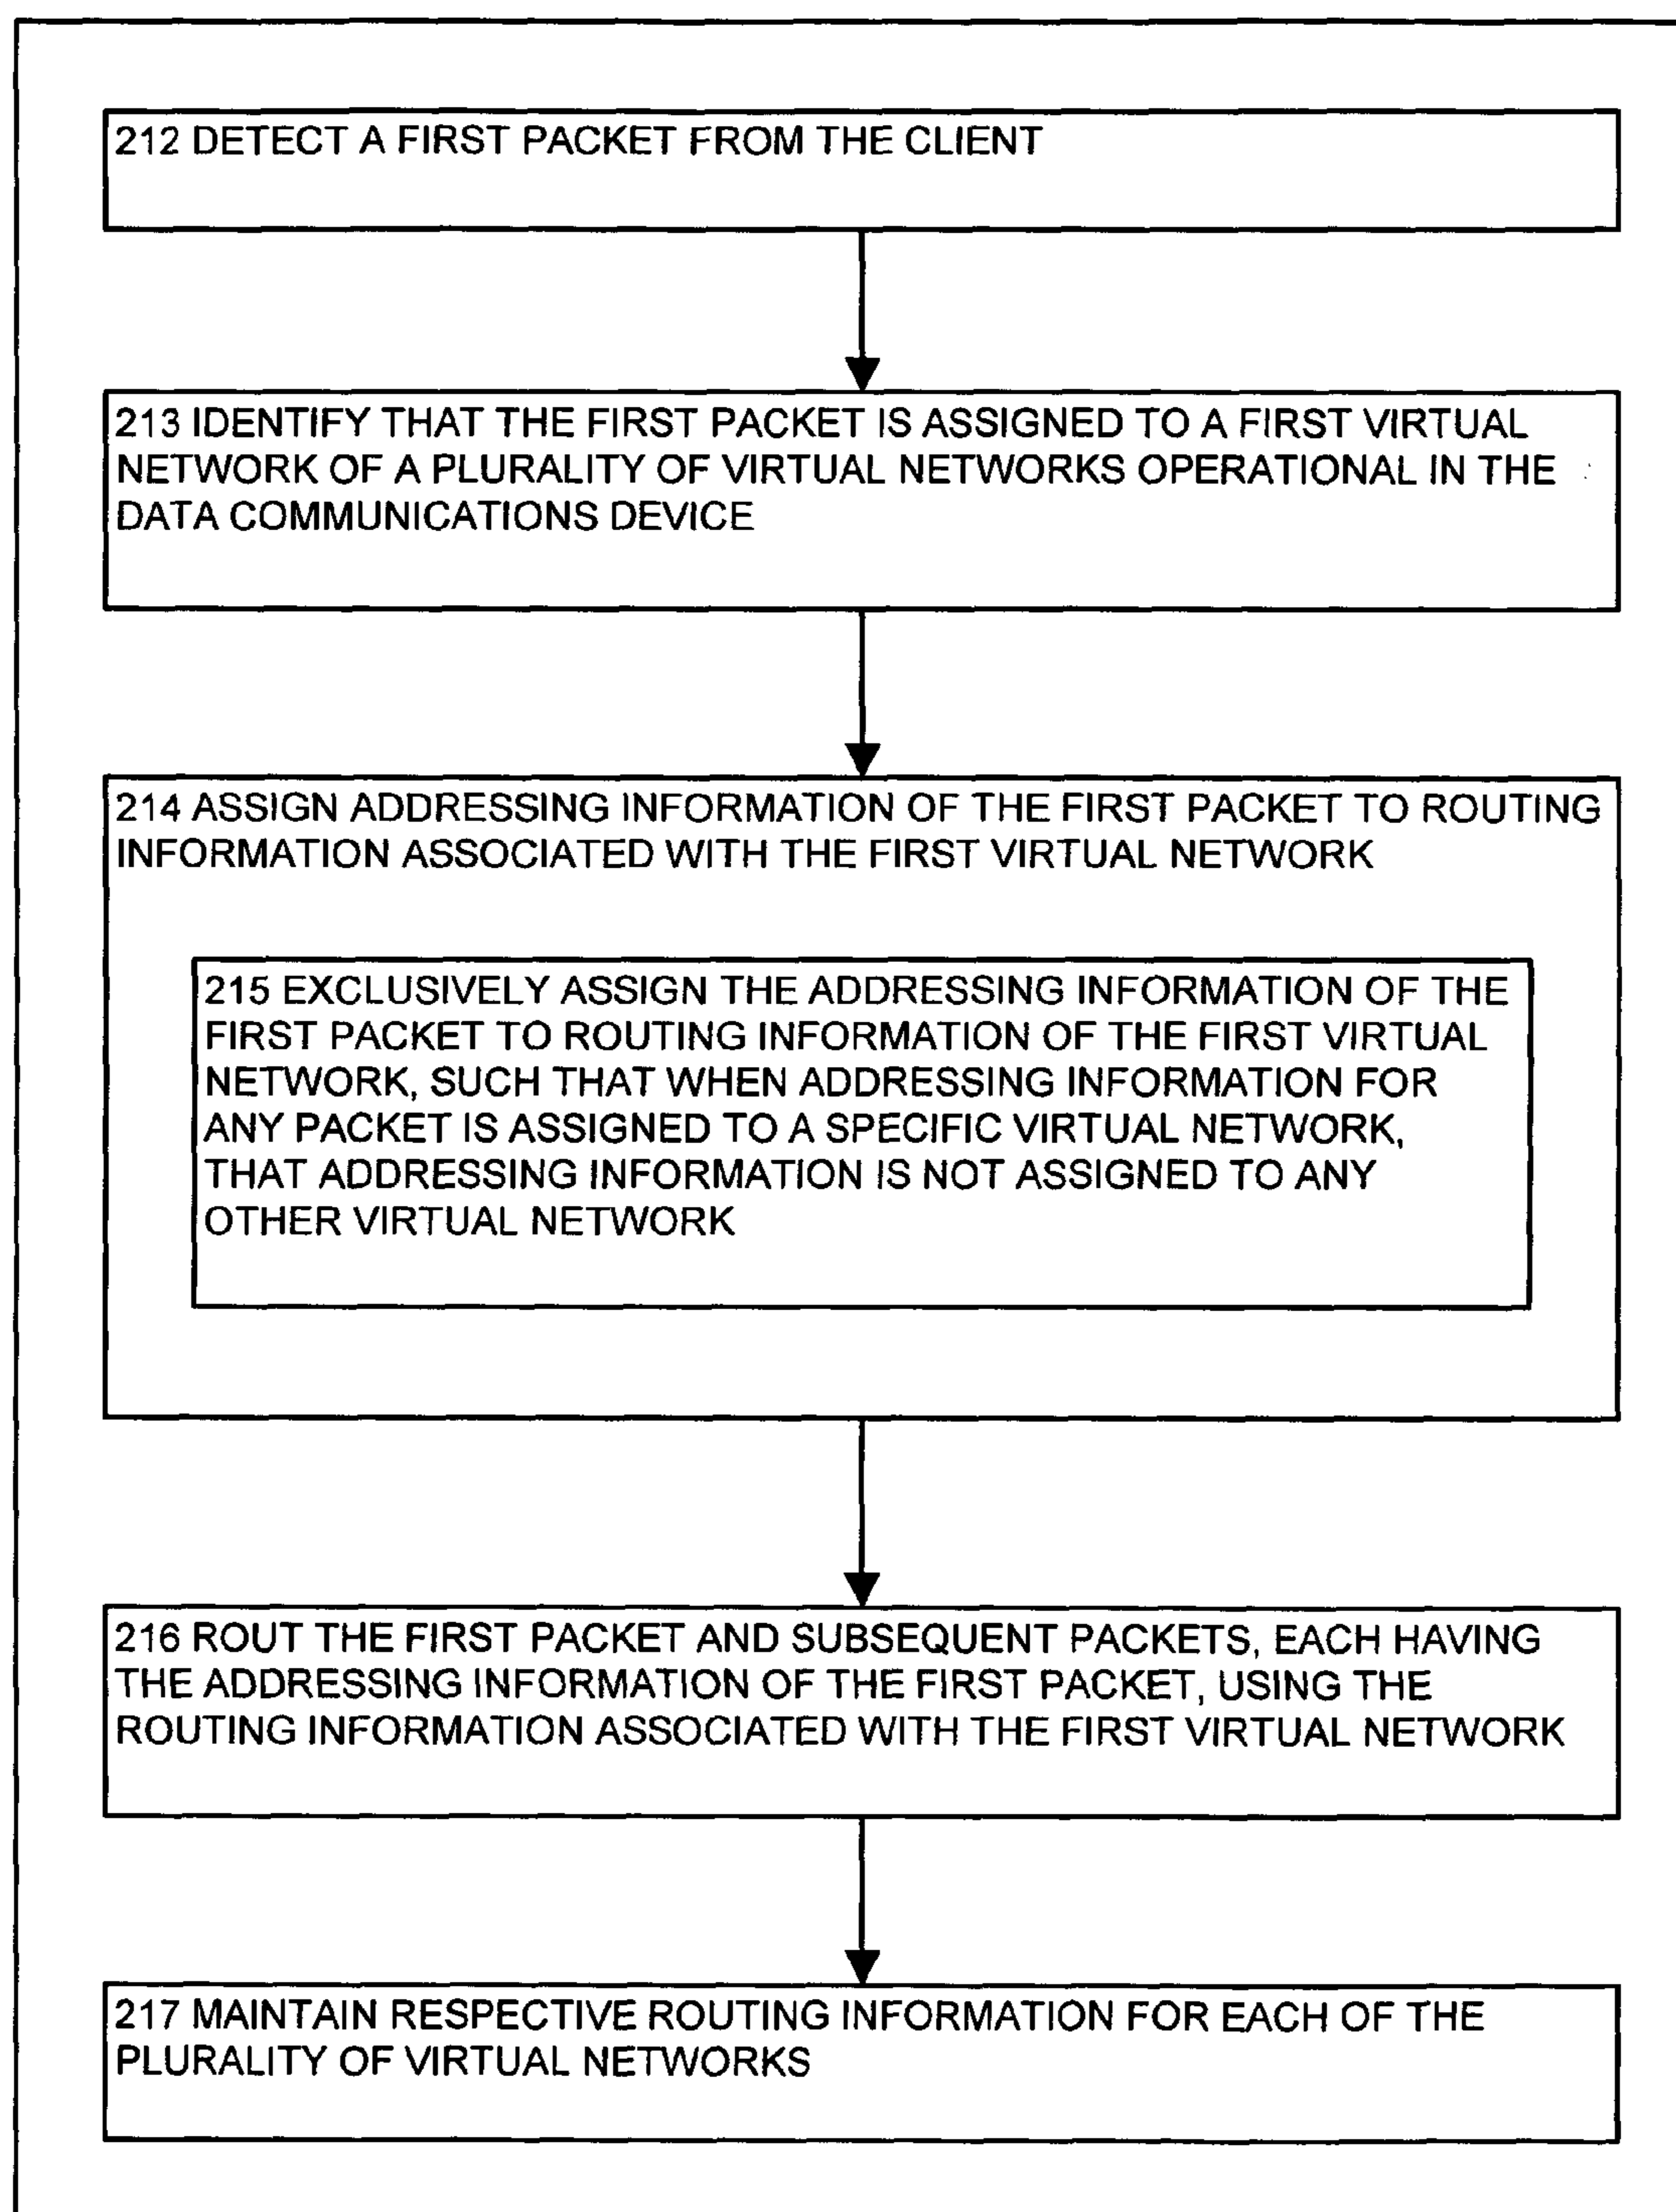 212 DETECT A FIRST PACKET FROM THE CLIENT
213 IDENTIFY THAT THE FIRST PACKET IS ASSIGNED TO A FIRST VIRTUAL
NETWORK OF A PLURALITY OF VIRTUAL NETWORKS OPERATIONAL IN THE
DATA COMMUNICATIONS DEVICE
214 ASSIGN ADDRESSING INFORMATION OF THE FIRST PACKET TO ROUTING
INFORMATION ASSOCIATED WITH THE FIRST VIRTUAL NETWORK
215 EXCLUSIVELY ASSIGN THE ADDRESSING INFORMATION OF THE
FIRST PACKET TO ROUTING INFORMATION OF THE FIRST VIRTUAL
NETWORK, SUCH THAT WHEN ADDRESSING INFORMATION FOR
ANY PACKET IS ASSIGNED TO A SPECIFIC VIRTUAL NETWORK,
THAT ADDRESSING INFORMATION IS NOT ASSIGNED TO ANY
OTHER VIRTUAL NETWORK
216 ROUT THE FIRST PACKET AND SUBSEQUENT PACKETS, EACH HAVING
THE ADDRESSING INFORMATION OF THE FIRST PACKET, USING THE
ROUTING INFORMATION ASSOCIATED WITH THE FIRST VIRTUAL NETWORK
217 MAINTAIN RESPECTIVE ROUTING INFORMATION FOR EACH OF THE
PLURALITY OF VIRTUAL NETWORKS